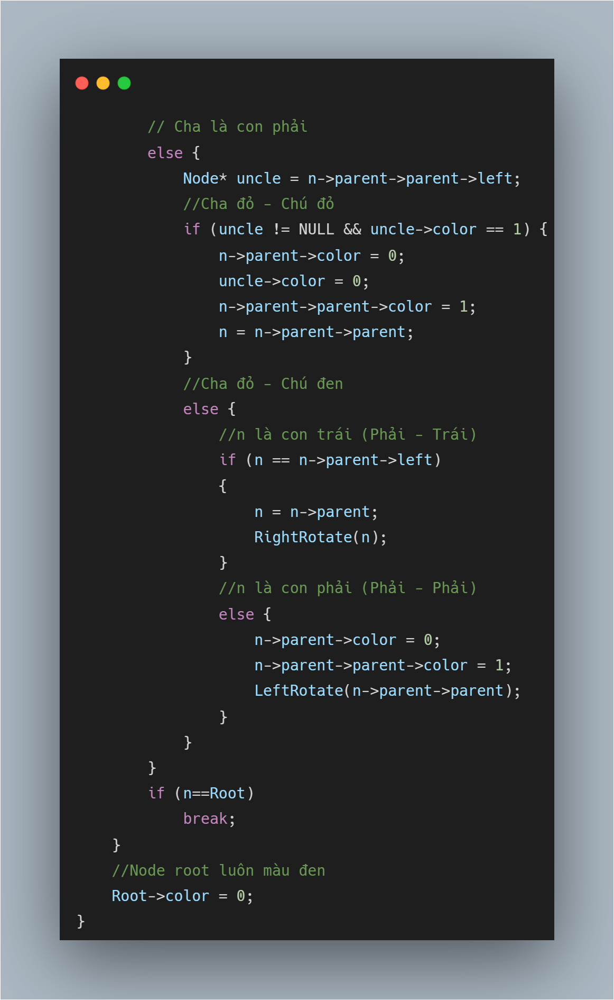 // Cha là con phải
else {
Node* uncle = n->parent->parent->left;
//Cha đỏ - Chú đỏ
if (uncle != NULL && uncle->color == 1) {
n->parent->color = 0;
uncle->color = 0;
n->parent->parent->color = 1;
n = n->parent->parent;
}
//Cha đỏ - Chú đen
else {
//n là con trái (Phải - Trái)
if (n == n->parent->left)
{
n = n->parent;
RightRotate(n);
}
//n là con phải (Phải - Phải)
else {
n->parent->color = 0;
n->parent->parent->color = 1;
LeftRotate(n->parent->parent);
}
}
}
if (n==Root)
break;
}
//Node root luôn màu đen
Root->color = 0;
}